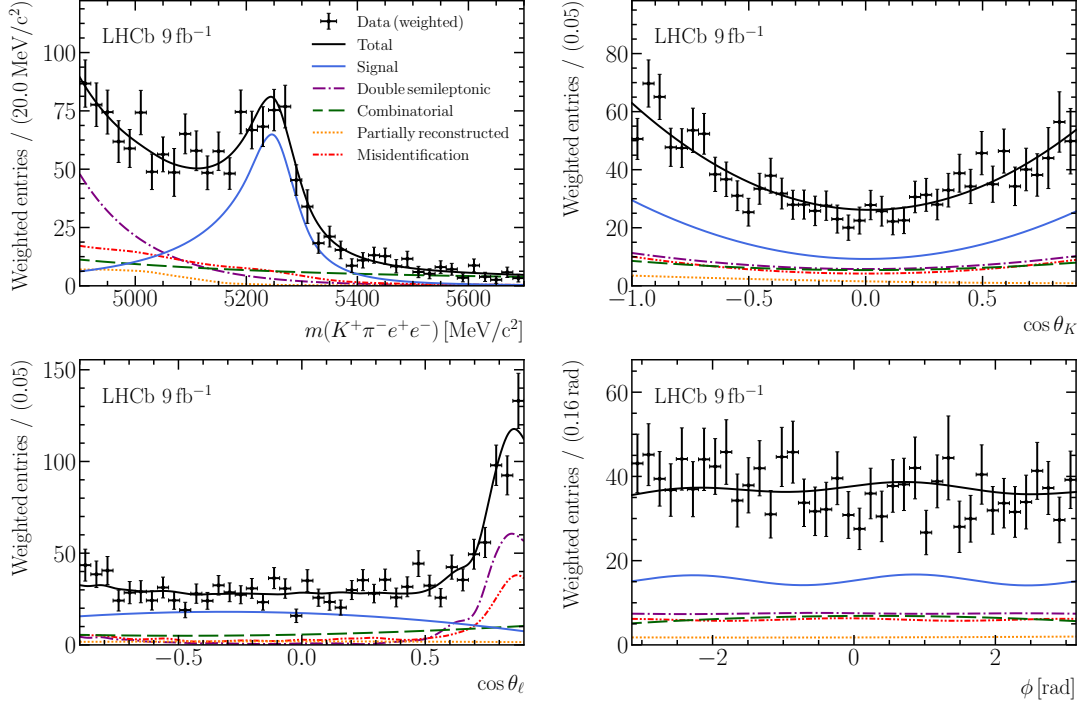 LHCb 9 fb⁻¹
Data (weighted)
Total
Signal
Double semileptonic
Combinatorial
Partially reconstructed
Misidentification
Weighted entries / (20.0 MeV/c²)
0
25
50
75
100
5000
5200
5400
5600
m(K⁺π⁻e⁺e⁻) [MeV/c²]
LHCb 9 fb⁻¹
Weighted entries / (0.05)
0
20
40
60
80
−1.0
−0.5
0.0
0.5
cos θ_K
LHCb 9 fb⁻¹
Weighted entries / (0.05)
0
50
100
150
−0.5
0.0
0.5
cos θ_ℓ
LHCb 9 fb⁻¹
Weighted entries / (0.16 rad)
0
20
40
60
−2
0
2
ϕ [rad]